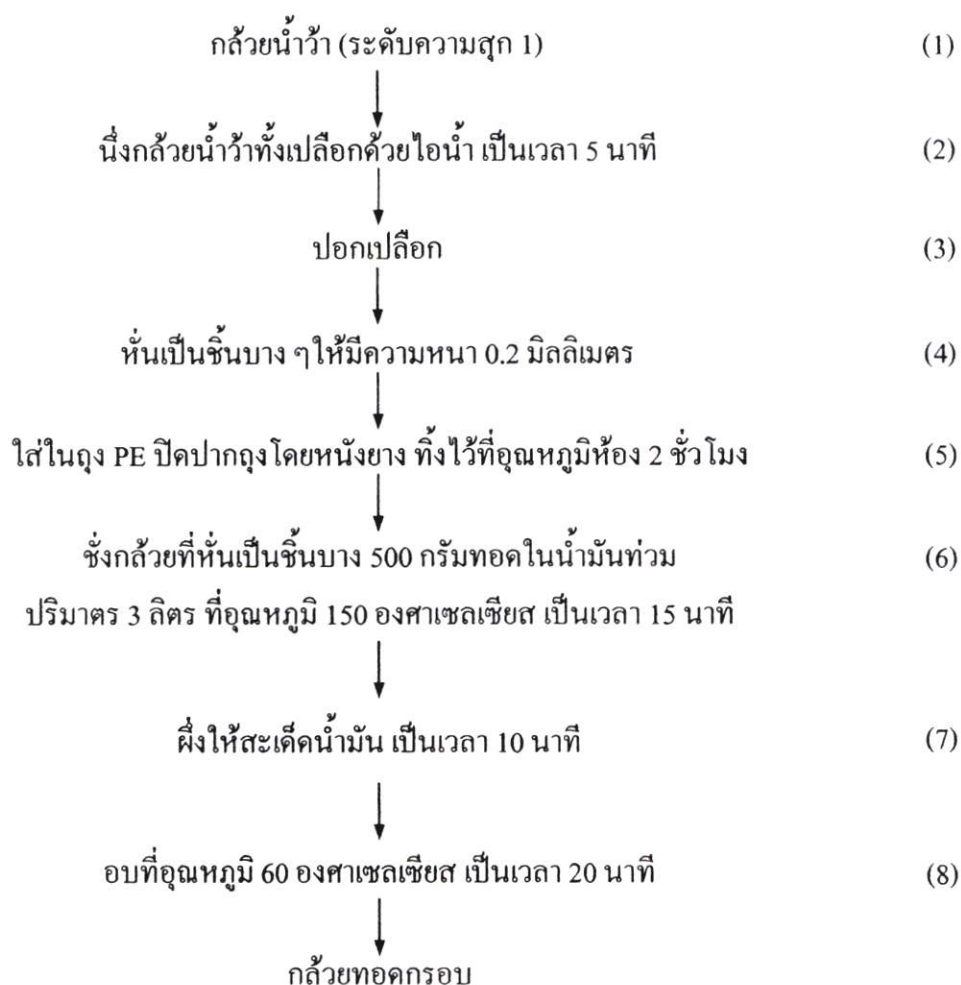 กล้วยน้ำว้า (ระดับความสุก 1) (1)
นึ่งกล้วยน้ำว้าทั้งเปลือกด้วยไอน้ำ เป็นเวลา 5 นาที (2)
ปอกเปลือก (3)
หั่นเป็นชิ้นบาง ๆให้มีความหนา 0.2 มิลลิเมตร (4)
ใส่ในถุง PE ปิดปากถุงโดยหนังยาง ทิ้งไว้ที่อุณหภูมิห้อง 2 ชั่วโมง (5)
ชั่งกล้วยที่หั่นเป็นชิ้นบาง 500 กรัมทอดในน้ำมันท่วม (6)
ปริมาตร 3 ลิตร ที่อุณหภูมิ 150 องศาเซลเซียส เป็นเวลา 15 นาที
ผึ่งให้สะเด็ดน้ำมัน เป็นเวลา 10 นาที (7)
อบที่อุณหภูมิ 60 องศาเซลเซียส เป็นเวลา 20 นาที (8)
กล้วยทอดกรอบ